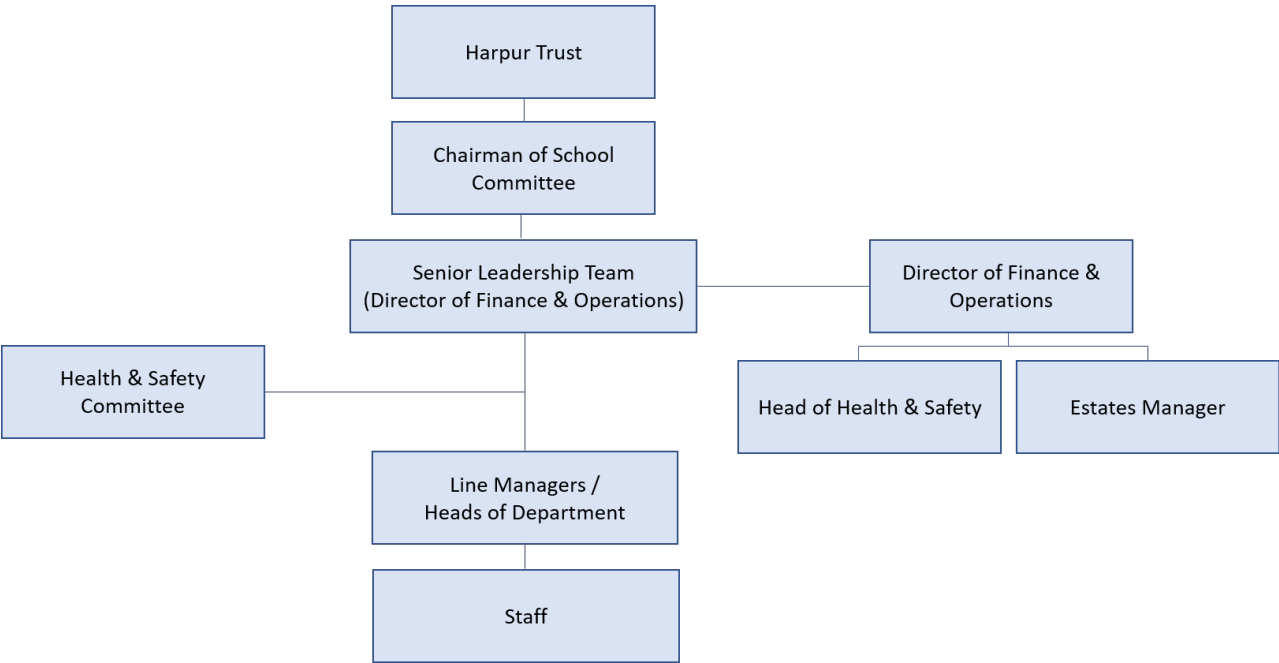 Harpur Trust
Chairman of School
Committee
Senior Leadership Team
(Director of Finance & Operations)
Director of Finance &
Operations
Health & Safety
Committee
Head of Health & Safety
Estates Manager
Line Managers /
Heads of Department
Staff